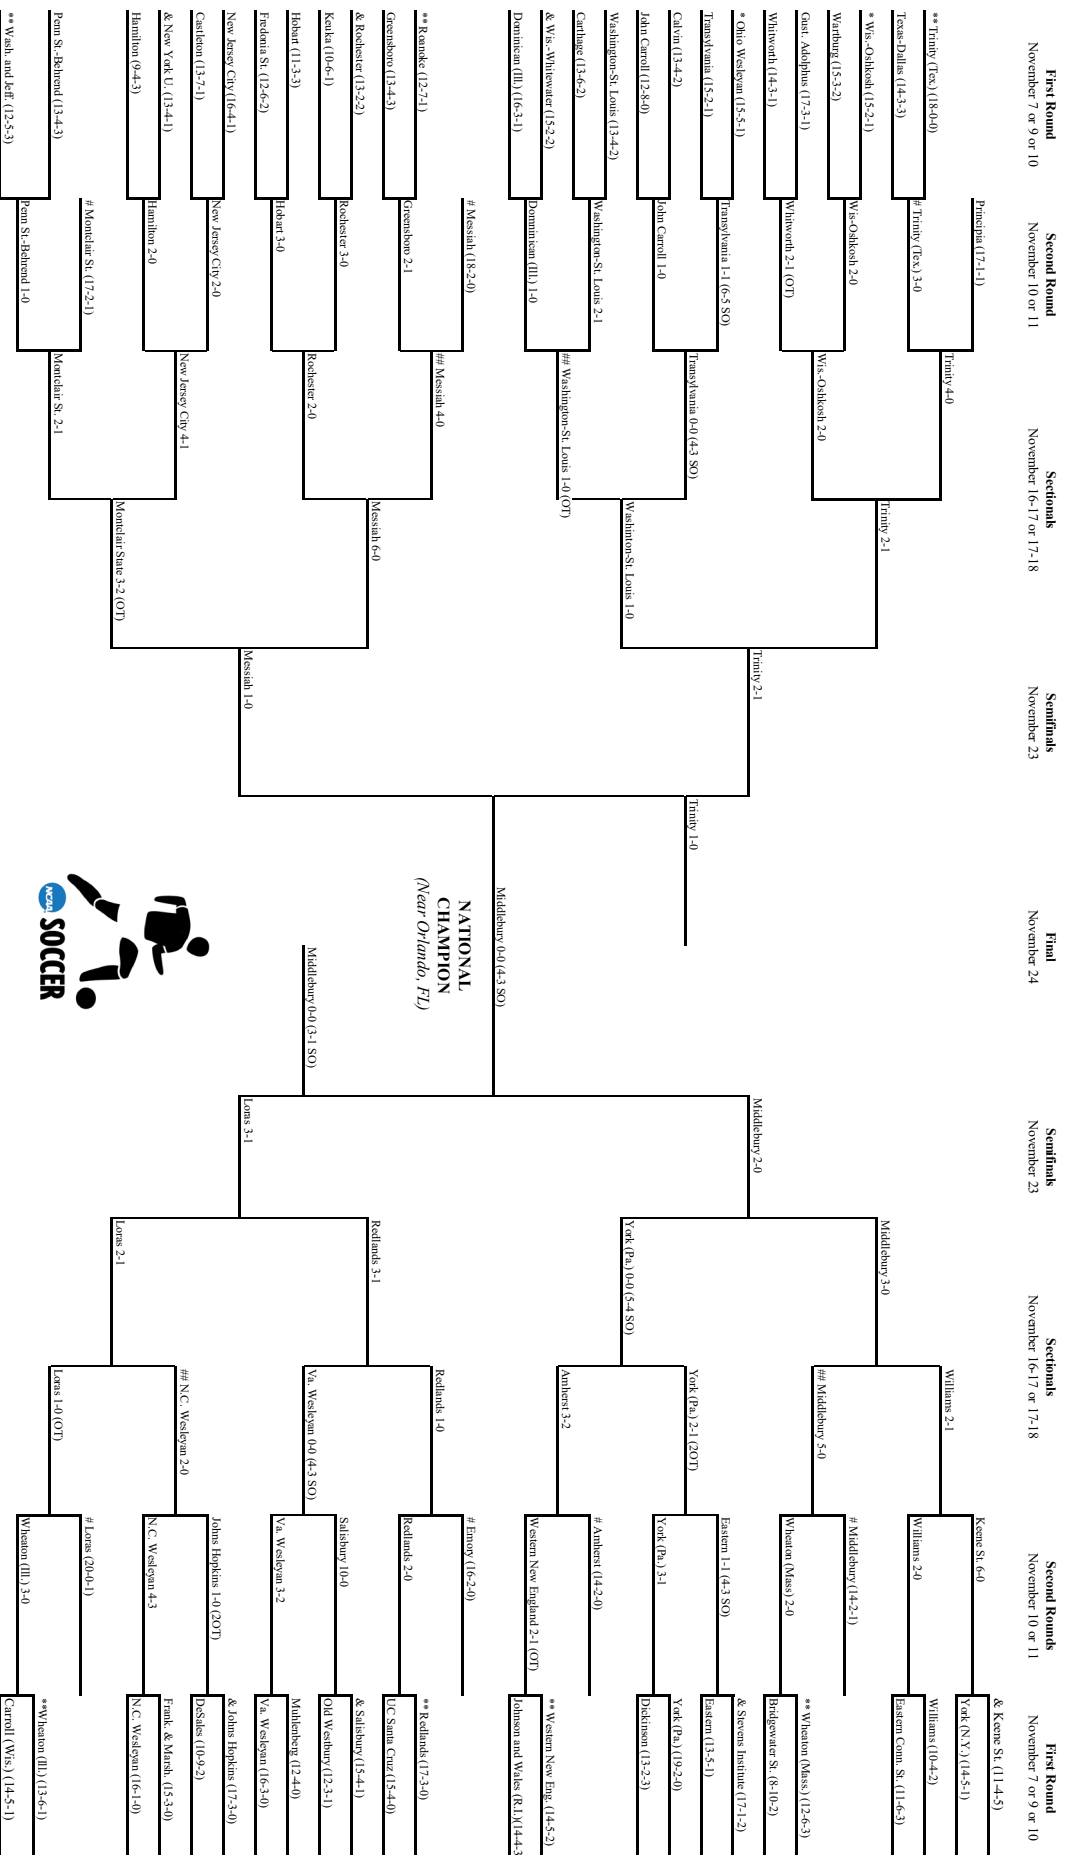 First Round
November 7 or 9 or 10
Second Round
November 10 or 11
Sectionals
November 16-17 or 17-18
Semifinals
November 23
Final
November 24
Semifinals
November 23
Sectionals
November 16-17 or 17-18
Second Rounds
November 10 or 11
First Round
November 7 or 9 or 10
** Trinity (Tex.) (18-0-0)
Texas-Dallas (14-3-3)
* Wis.-Oshkosh (15-2-1)
Wartburg (15-3-2)
Gust. Adolphus (17-3-1)
Whitworth (14-3-1)
* Ohio Wesleyan (15-5-1)
Transylvania (15-2-1)
Calvin (13-4-2)
John Carroll (12-8-0)
Washington-St. Louis (13-4-2)
Carthage (13-6-2)
& Wis.-Whitewater (15-2-2)
Dominican (Ill) (16-3-1)
** Roanoke (12-7-1)
Greensboro (13-4-3)
& Rochester (13-2-2)
Keuka (10-6-1)
Hobart (11-3-3)
Fredonia St. (12-6-2)
New Jersey City (16-4-1)
Castleton (13-7-1)
& New York U. (13-4-1)
Hamilton (9-4-3)
Penn St.-Behrend (13-4-3)
** Wash. and Jeff. (12-5-3)
Principia (17-1-1)
# Trinity (Tex.) 3-0
Wis-Oshkosh 2-0
Whitworth 2-1 (OT)
Transylvania 1-1 (6-5 SO)
John Carroll 1-0
Washington-St. Louis 2-1
Dominican (Ill.) 1-0
# Messiah (18-2-0)
Greensboro 2-1
Rochester 3-0
Hobart 3-0
New Jersey City 2-0
Hamilton 2-0
# Montclair St. (17-2-1)
Penn St.-Behrend 1-0
Trinity 4-0
Wis.-Oshkosh 2-0
Transylvania 0-0 (4-3 SO)
## Washington-St. Louis 1-0 (OT)
## Messiah 4-0
Rochester 2-0
New Jersey City 4-1
Montclair St. 2-1
Trinity 2-1
Washinton-St. Louis 1-0
Messiah 6-0
Montclair State 3-2 (OT)
Trinity 2-1
Messiah 1-0
Trinity 1-0
Middlebury 0-0 (4-3 SO)
NATIONAL
CHAMPION
(Near Orlando, FL)
NCAA
SOCCER
Middlebury 0-0 (3-1 SO)
Middlebury 2-0
Loras 3-1
Middlebury 3-0
York (Pa.) 0-0 (5-4 SO)
Redlands 3-1
Loras 2-1
Williams 2-1
## Middlebury 5-0
York (Pa.) 2-1 (2OT)
Amherst 3-2
Redlands 1-0
Va. Wesleyan 0-0 (4-3 SO)
## N.C. Wesleyan 2-0
Loras 1-0 (OT)
Keene St. 6-0
Williams 2-0
# Middlebury (14-2-1)
Wheaton (Mass) 2-0
Eastern 1-1 (4-3 SO)
York (Pa.) 3-1
# Amherst (14-2-0)
Western New England 2-1 (OT)
# Emory (16-2-0)
Redlands 2-0
Salisbury 10-0
Va. Wesleyan 3-2
Johns Hopkins 1-0 (2OT)
N.C. Wesleyan 4-3
# Loras (20-0-1)
Wheaton (Ill.) 3-0
& Keene St. (11-4-5)
York (N.Y.) (14-5-1)
Williams (10-4-2)
Eastern Conn. St. (11-6-3)
** Wheaton (Mass.) (12-6-3)
Bridgewater St. (8-10-2)
& Stevens Institute (17-1-2)
Eastern (13-5-1)
York (Pa.) (19-2-0)
Dickinson (13-2-3)
** Western New Eng. (14-5-2)
Johnson and Wales (R.I.)(14-4-3
** Redlands (17-3-0)
UC Santa Cruz (15-4-0)
& Salisbury (15-4-1)
Old Westbury (12-3-1)
Muhlenberg (12-4-0)
Va. Wesleyan (16-3-0)
& Johns Hopkins (17-3-0)
DeSales (10-9-2)
Frank. & Marsh. (15-3-0)
N.C. Wesleyan (16-1-0)
**Wheaton (Ill.) (13-6-1)
Carroll (Wis.) (14-5-1)